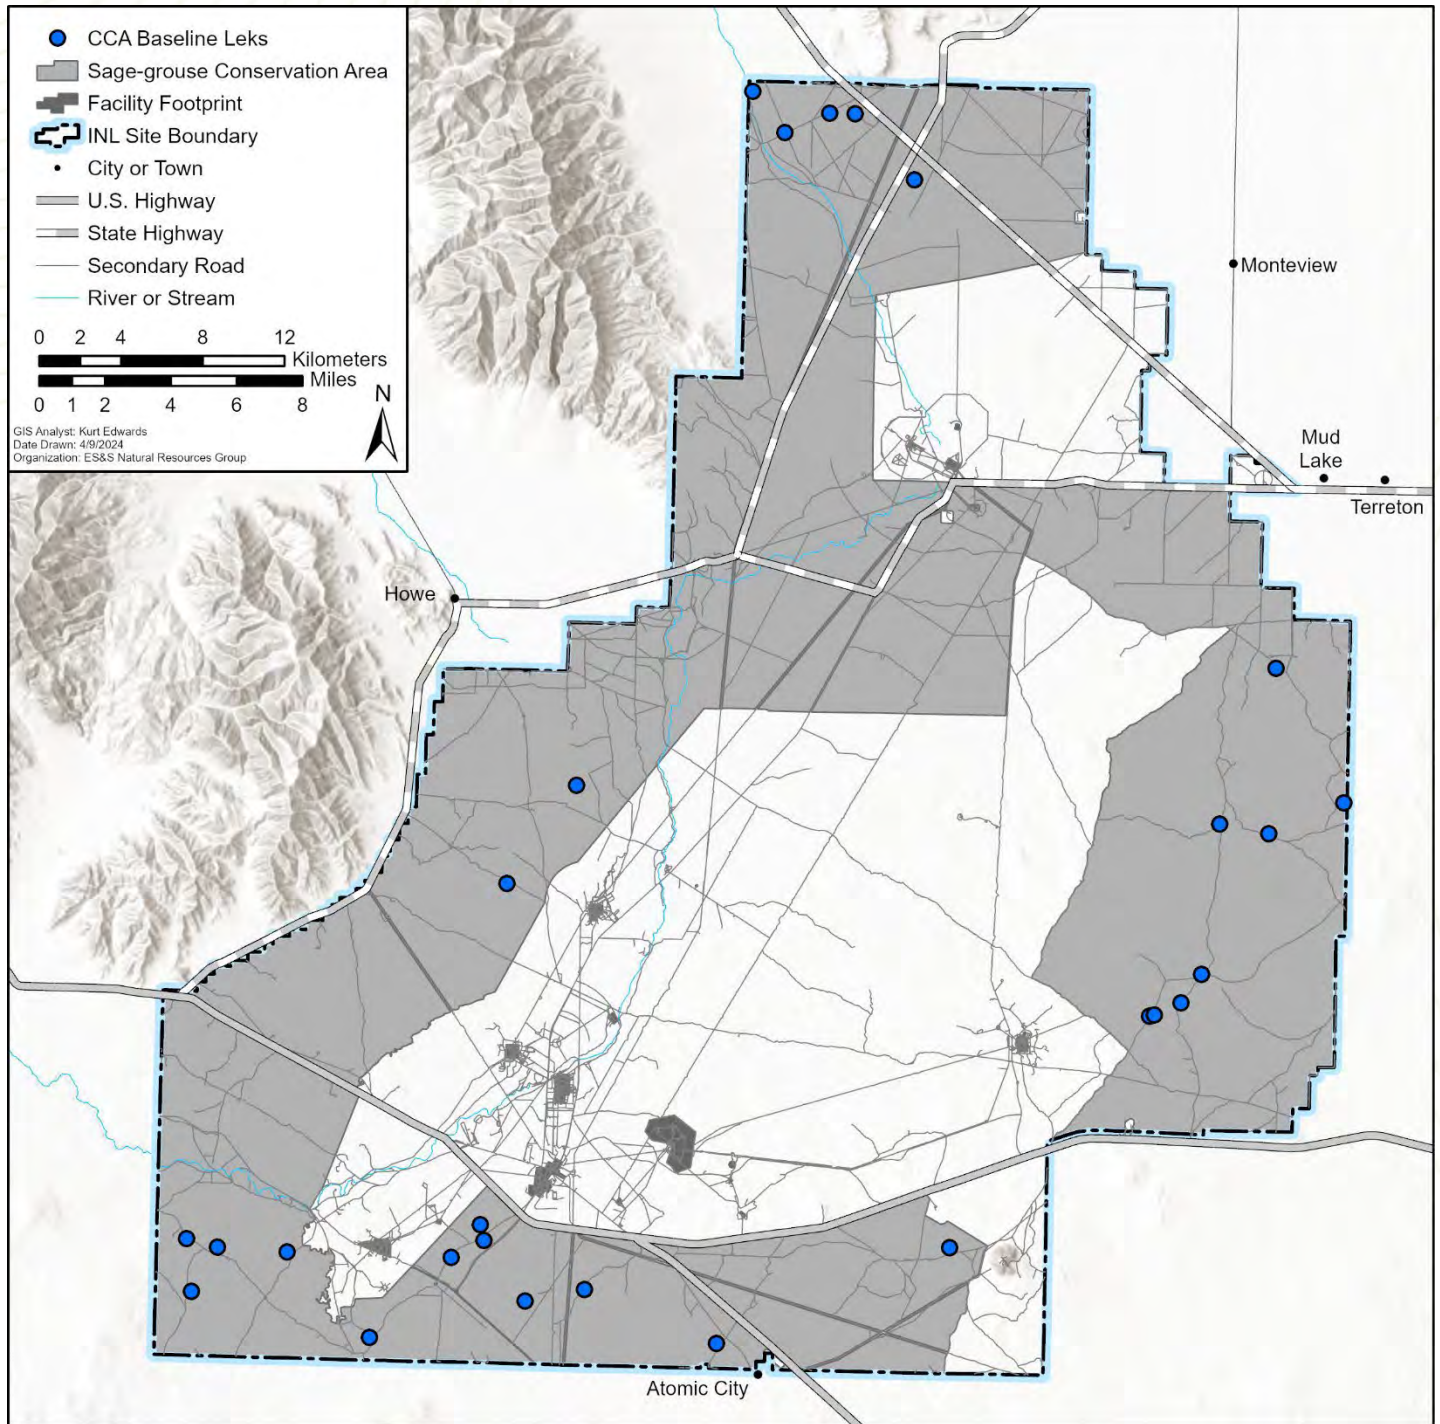 CCA Baseline Leks
Sage-grouse Conservation Area
Facility Footprint
INL Site Boundary
City or Town
U.S. Highway
State Highway
Secondary Road
River or Stream
0 2 4 8 12
Kilometers
Miles
0 1 2 4 6 8
N
GIS Analyst: Kurt Edwards
Date Drawn: 4/9/2024
Organization: ES&S Natural Resources Group
Monteview
Mud
Lake
Terreton
Howe
Atomic City